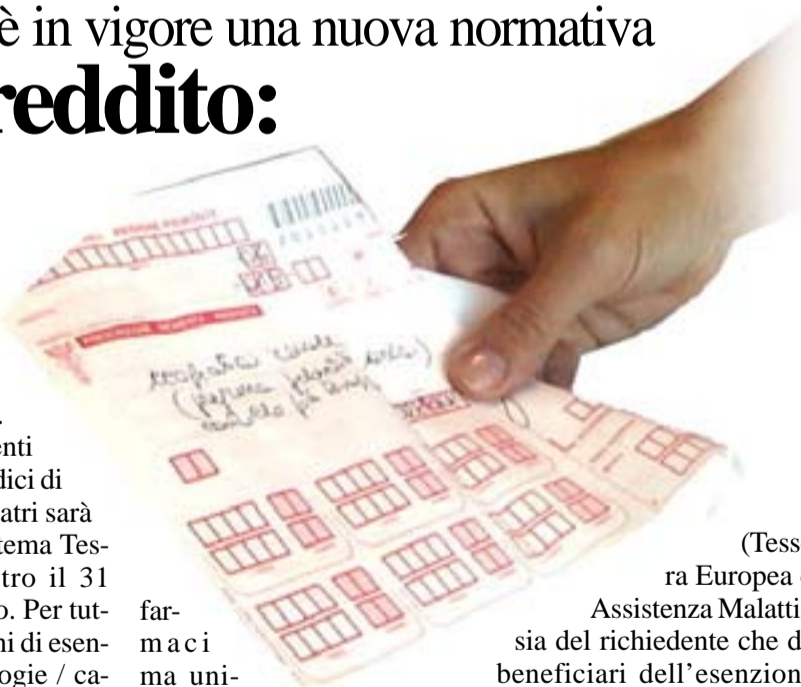 è in vigore una nuova normativa
reddito:
enti
dici di
atri sarà
tema Tes-
tro il 31
o. Per tut-
ni di esen-
ogie / ca-
far-
maci
ma uni-
(Tess
ra Europea
Assistenza Malatti
sia del richiedente che d
beneficiari dell'esenzion